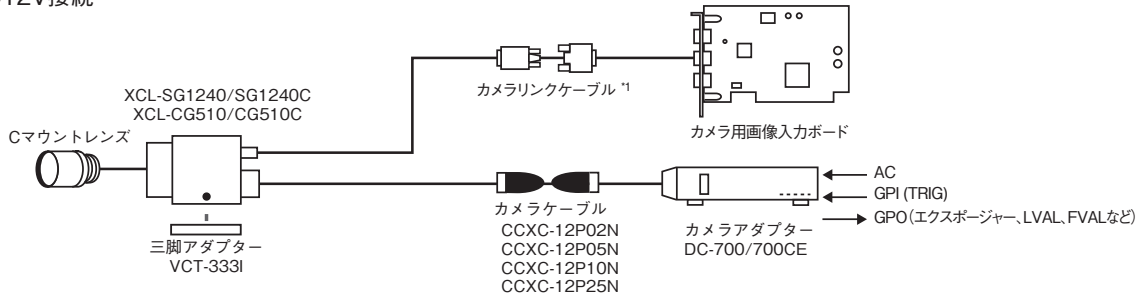 12V接続
XCL-SG1240/SG1240C
XCL-CG510/CG510C
Cマウントレンズ
カメラリンクケーブル *1
カメラ用画像入力ボード
三脚アダプター
VCT-333I
カメラケーブル
CCXC-12P02N
CCXC-12P05N
CCXC-12P10N
CCXC-12P25N
カメラアダプター
DC-700/700CE
AC
GPI (TRIG)
GPO（エクスポージャー、LVAL、FVALなど）